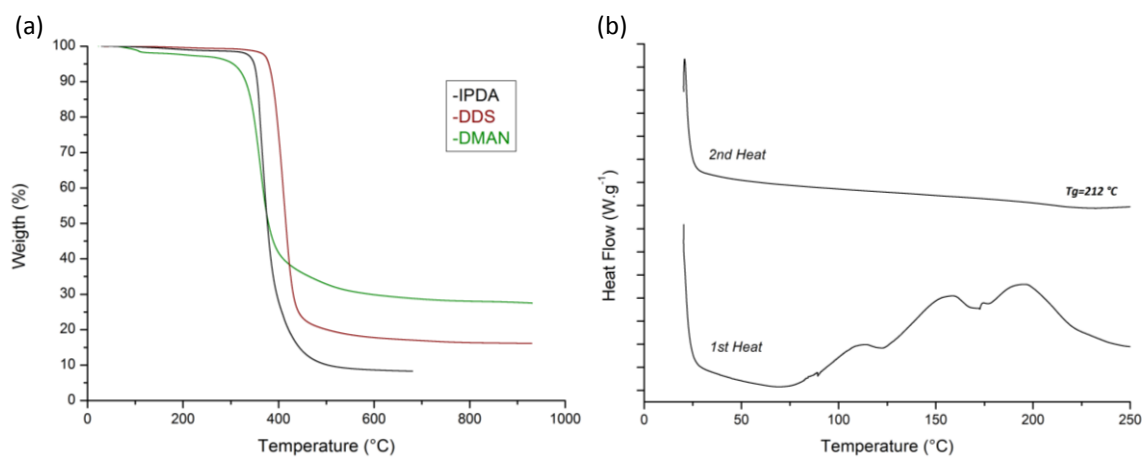 (a)
100
90
80
70
60
50
40
30
20
10
0
Weigth (%)
-IPDA
-DDS
-DMAN
0 200 400 600 800 1000
Temperature (°C)
(b)
Heat Flow (W.g⁻¹)
2nd Heat
Tg=212 °C
1st Heat
0 50 100 150 200 250
Temperature (°C)